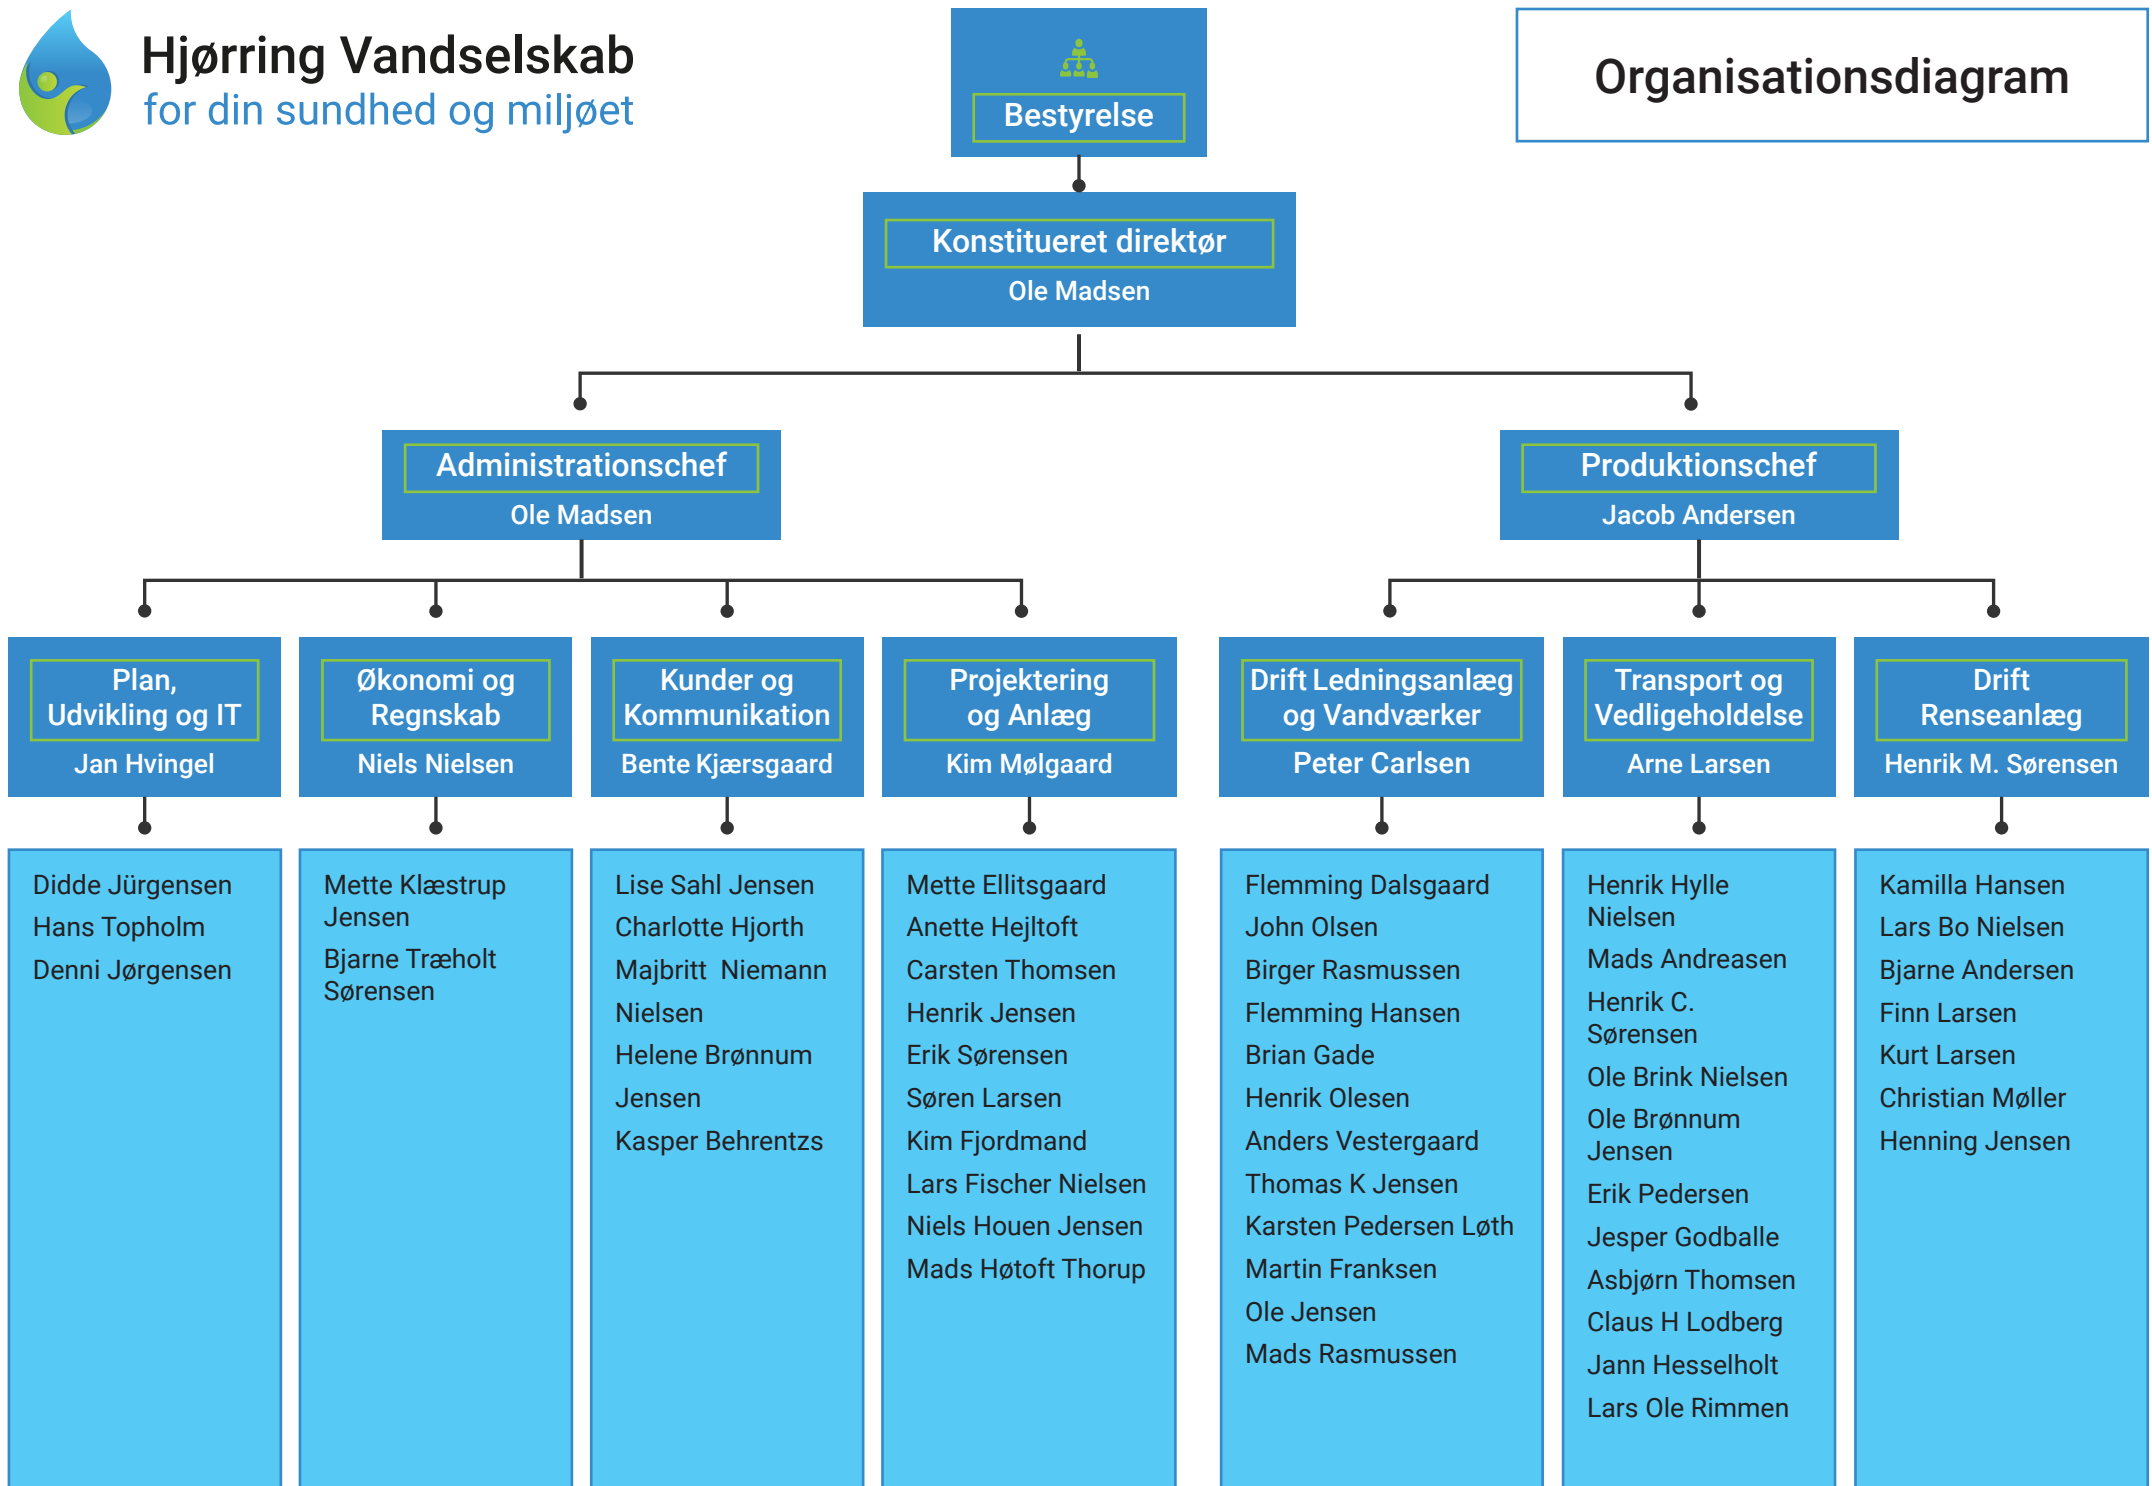 Hjørring Vandselskab
for din sundhed og miljøet
Organisationsdiagram
Bestyrelse
Konstitueret direktør
Ole Madsen
Administrationschef
Ole Madsen
Produktionschef
Jacob Andersen
Plan,
Udvikling og IT
Jan Hvingel
Økonomi og
Regnskab
Niels Nielsen
Kunder og
Kommunikation
Bente Kjærsgaard
Projektering
og Anlæg
Kim Mølgaard
Drift Ledningsanlæg
og Vandværker
Peter Carlsen
Transport og
Vedligeholdelse
Arne Larsen
Drift
Renseanlæg
Henrik M. Sørensen
Didde Jürgensen
Hans Topholm
Denni Jørgensen
Mette Klæstrup
Jensen
Bjarne Træholt
Sørensen
Lise Sahl Jensen
Charlotte Hjorth
Majbritt  Niemann
Nielsen
Helene Brønnum
Jensen
Kasper Behrentzs
Mette Ellitsgaard
Anette Hejltoft
Carsten Thomsen
Henrik Jensen
Erik Sørensen
Søren Larsen
Kim Fjordmand
Lars Fischer Nielsen
Niels Houen Jensen
Mads Høtoft Thorup
Flemming Dalsgaard
John Olsen
Birger Rasmussen
Flemming Hansen
Brian Gade
Henrik Olesen
Anders Vestergaard
Thomas K Jensen
Karsten Pedersen Løth
Martin Franksen
Ole Jensen
Mads Rasmussen
Henrik Hylle
Nielsen
Mads Andreasen
Henrik C.
Sørensen
Ole Brink Nielsen
Ole Brønnum
Jensen
Erik Pedersen
Jesper Godballe
Asbjørn Thomsen
Claus H Lodberg
Jann Hesselholt
Lars Ole Rimmen
Kamilla Hansen
Lars Bo Nielsen
Bjarne Andersen
Finn Larsen
Kurt Larsen
Christian Møller
Henning Jensen